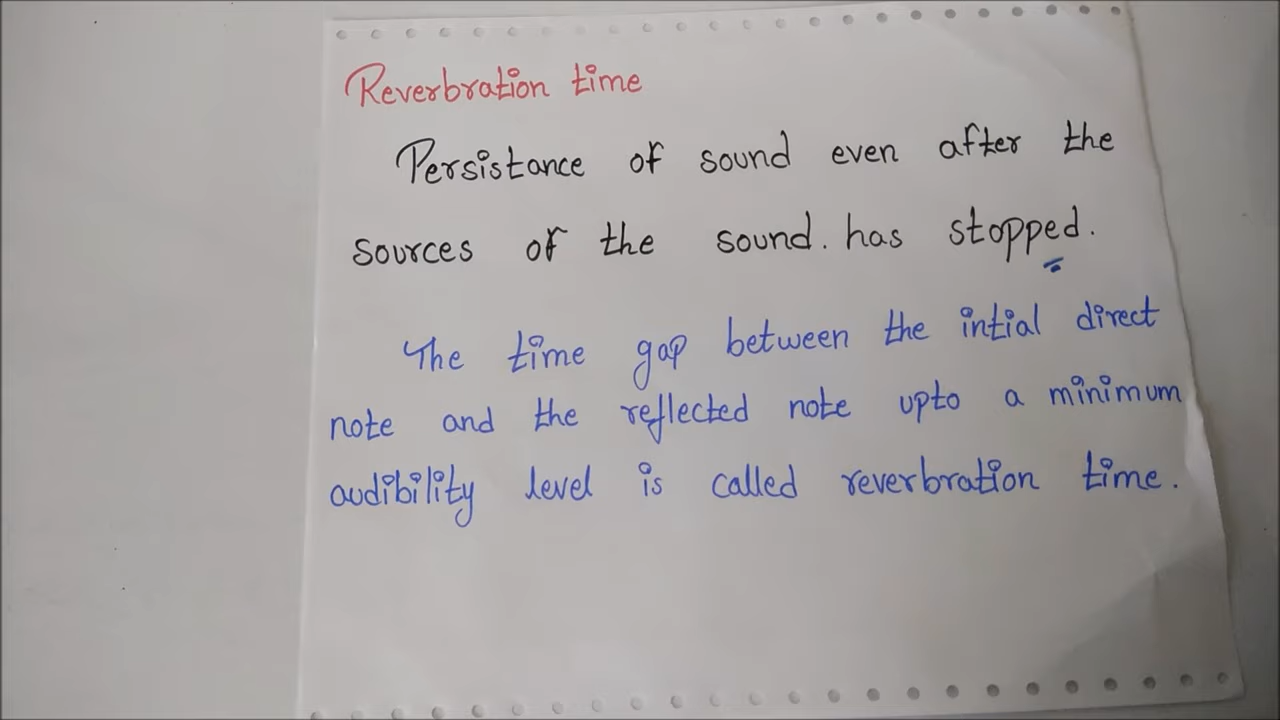 Reverbration time
Persistance of sound even after the
sources of the sound. has stopped.
The time gap between the intial direct
note and the reflected note upto a minimum
audibility level is called reverbration time.